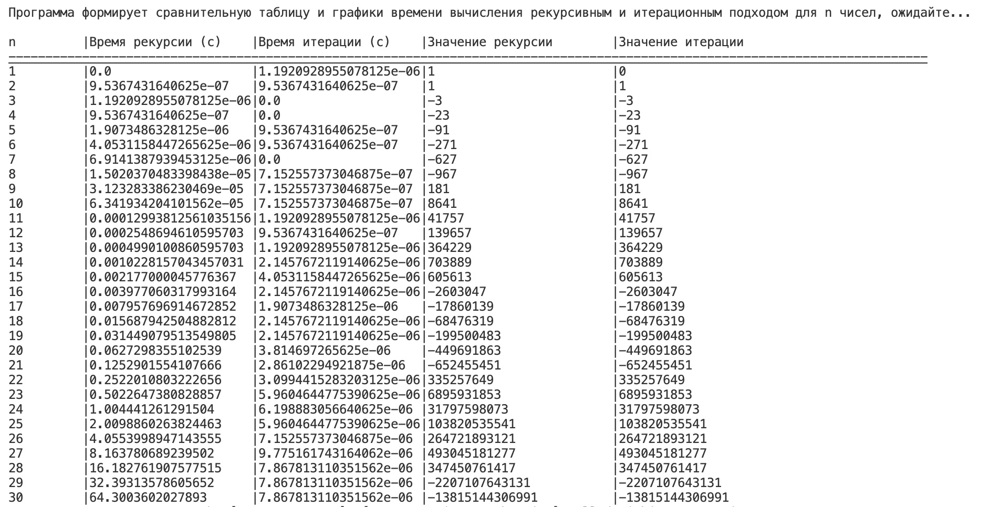 Программа формирует сравнительную таблицу и графики времени вычисления рекурсивным и итерационным подходом для n чисел, ожидайте...
n |Время рекурсии (с) |Время итерации (с) |Значение рекурсии |Значение итерации
1 |0.0 |1.1920928955078125e-06|1 |0
2 |9.5367431640625e-07 |9.5367431640625e-07 |1 |1
3 |1.1920928955078125e-06|0.0 |-3 |-3
4 |9.5367431640625e-07 |0.0 |-23 |-23
5 |1.9073486328125e-06 |9.5367431640625e-07 |-91 |-91
6 |4.0531158447265625e-06|9.5367431640625e-07 |-271 |-271
7 |6.9141387939453125e-06|0.0 |-627 |-627
8 |1.5020370483398438e-05|7.152557373046875e-07 |-967 |-967
9 |3.123283386230469e-05 |7.152557373046875e-07 |181 |181
10 |6.341934204101562e-05 |7.152557373046875e-07 |8641 |8641
11 |0.00012993812561035156|1.1920928955078125e-06|41757 |41757
12 |0.0002548694610595703 |9.5367431640625e-07 |139657 |139657
13 |0.0004990100860595703 |1.1920928955078125e-06|364229 |364229
14 |0.0010228157043457031 |2.1457672119140625e-06|703889 |703889
15 |0.002177000045776367 |4.0531158447265625e-06|605613 |605613
16 |0.003977060317993164 |2.1457672119140625e-06|-2603047 |-2603047
17 |0.007957696914672852 |1.9073486328125e-06 |-17860139 |-17860139
18 |0.015687942504882812 |2.1457672119140625e-06|-68476319 |-68476319
19 |0.031449079513549805 |2.1457672119140625e-06|-199500483 |-199500483
20 |0.0627298355102539 |3.814697265625e-06 |-449691863 |-449691863
21 |0.1252901554107666 |2.86102294921875e-06 |-652455451 |-652455451
22 |0.2522010803222656 |3.0994415283203125e-06|335257649 |335257649
23 |0.5022647380828857 |5.9604644775390625e-06|6895931853 |6895931853
24 |1.004441261291504 |6.198883056640625e-06 |31797598073 |31797598073
25 |2.0098860263824463 |5.9604644775390625e-06|103820535541 |103820535541
26 |4.0553998947143555 |7.152557373046875e-06 |264721893121 |264721893121
27 |8.163780689239502 |9.775161743164062e-06 |493045181277 |493045181277
28 |16.182761907577515 |7.867813110351562e-06 |347450761417 |347450761417
29 |32.39313578605652 |7.867813110351562e-06 |-2207107643131 |-2207107643131
30 |64.3003602027893 |7.867813110351562e-06 |-13815144306991 |-13815144306991